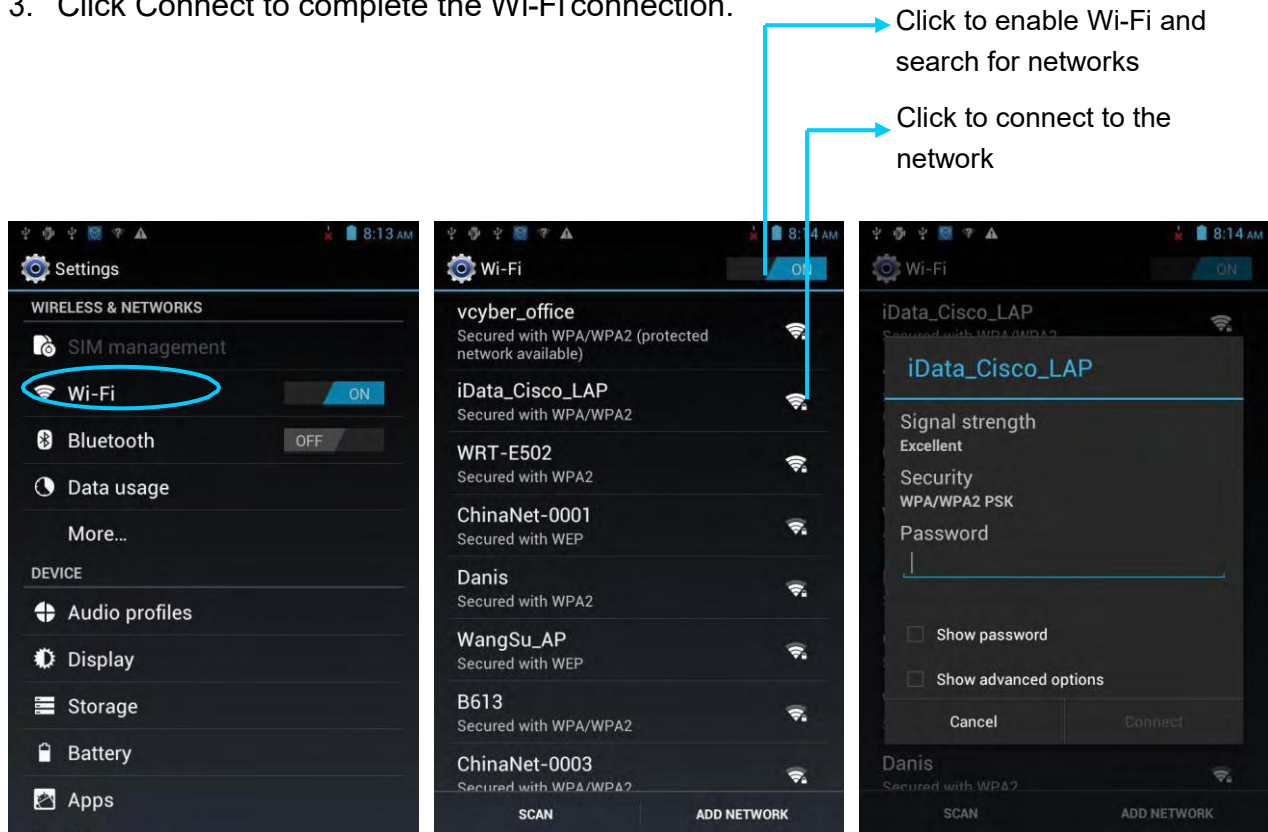 3. Click Connect to complete the Wi-Fi connection.
Click to enable Wi-Fi and
search for networks
Click to connect to the
network
8:13 AM
Settings
WIRELESS & NETWORKS
SIM management
Wi-Fi ON
Bluetooth OFF
Data usage
More...
DEVICE
Audio profiles
Display
Storage
Battery
Apps
8:14 AM
Wi-Fi ON
vcyber_office
Secured with WPA/WPA2 (protected
network available)
iData_Cisco_LAP
Secured with WPA/WPA2
WRT-E502
Secured with WPA2
ChinaNet-0001
Secured with WEP
Danis
Secured with WPA2
WangSu_AP
Secured with WEP
B613
Secured with WPA/WPA2
ChinaNet-0003
Secured with WPA/WPA2
SCAN ADD NETWORK
8:14 AM
Wi-Fi ON
iData_Cisco_LAP
Secured with WPA/WPA2
iData_Cisco_LAP
Signal strength
Excellent
Security
WPA/WPA2 PSK
Password
Show password
Show advanced options
Cancel Connect
Danis
Secured with WPA2
SCAN ADD NETWORK